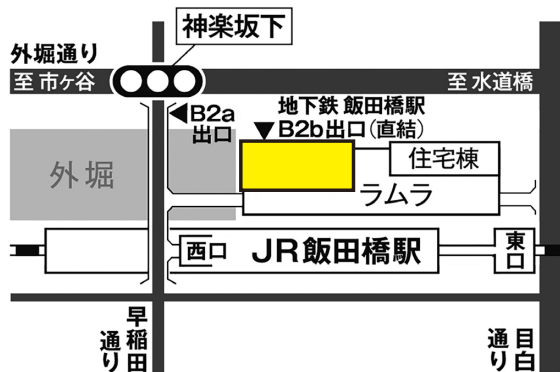 神楽坂下
外堀通り
至 市ヶ谷
至 水道橋
B2a
出口
地下鉄 飯田橋駅
B2b出口(直結)
外堀
住宅棟
ラムラ
西口
JR飯田橋駅
東口
早稲田
通り
目白
通り